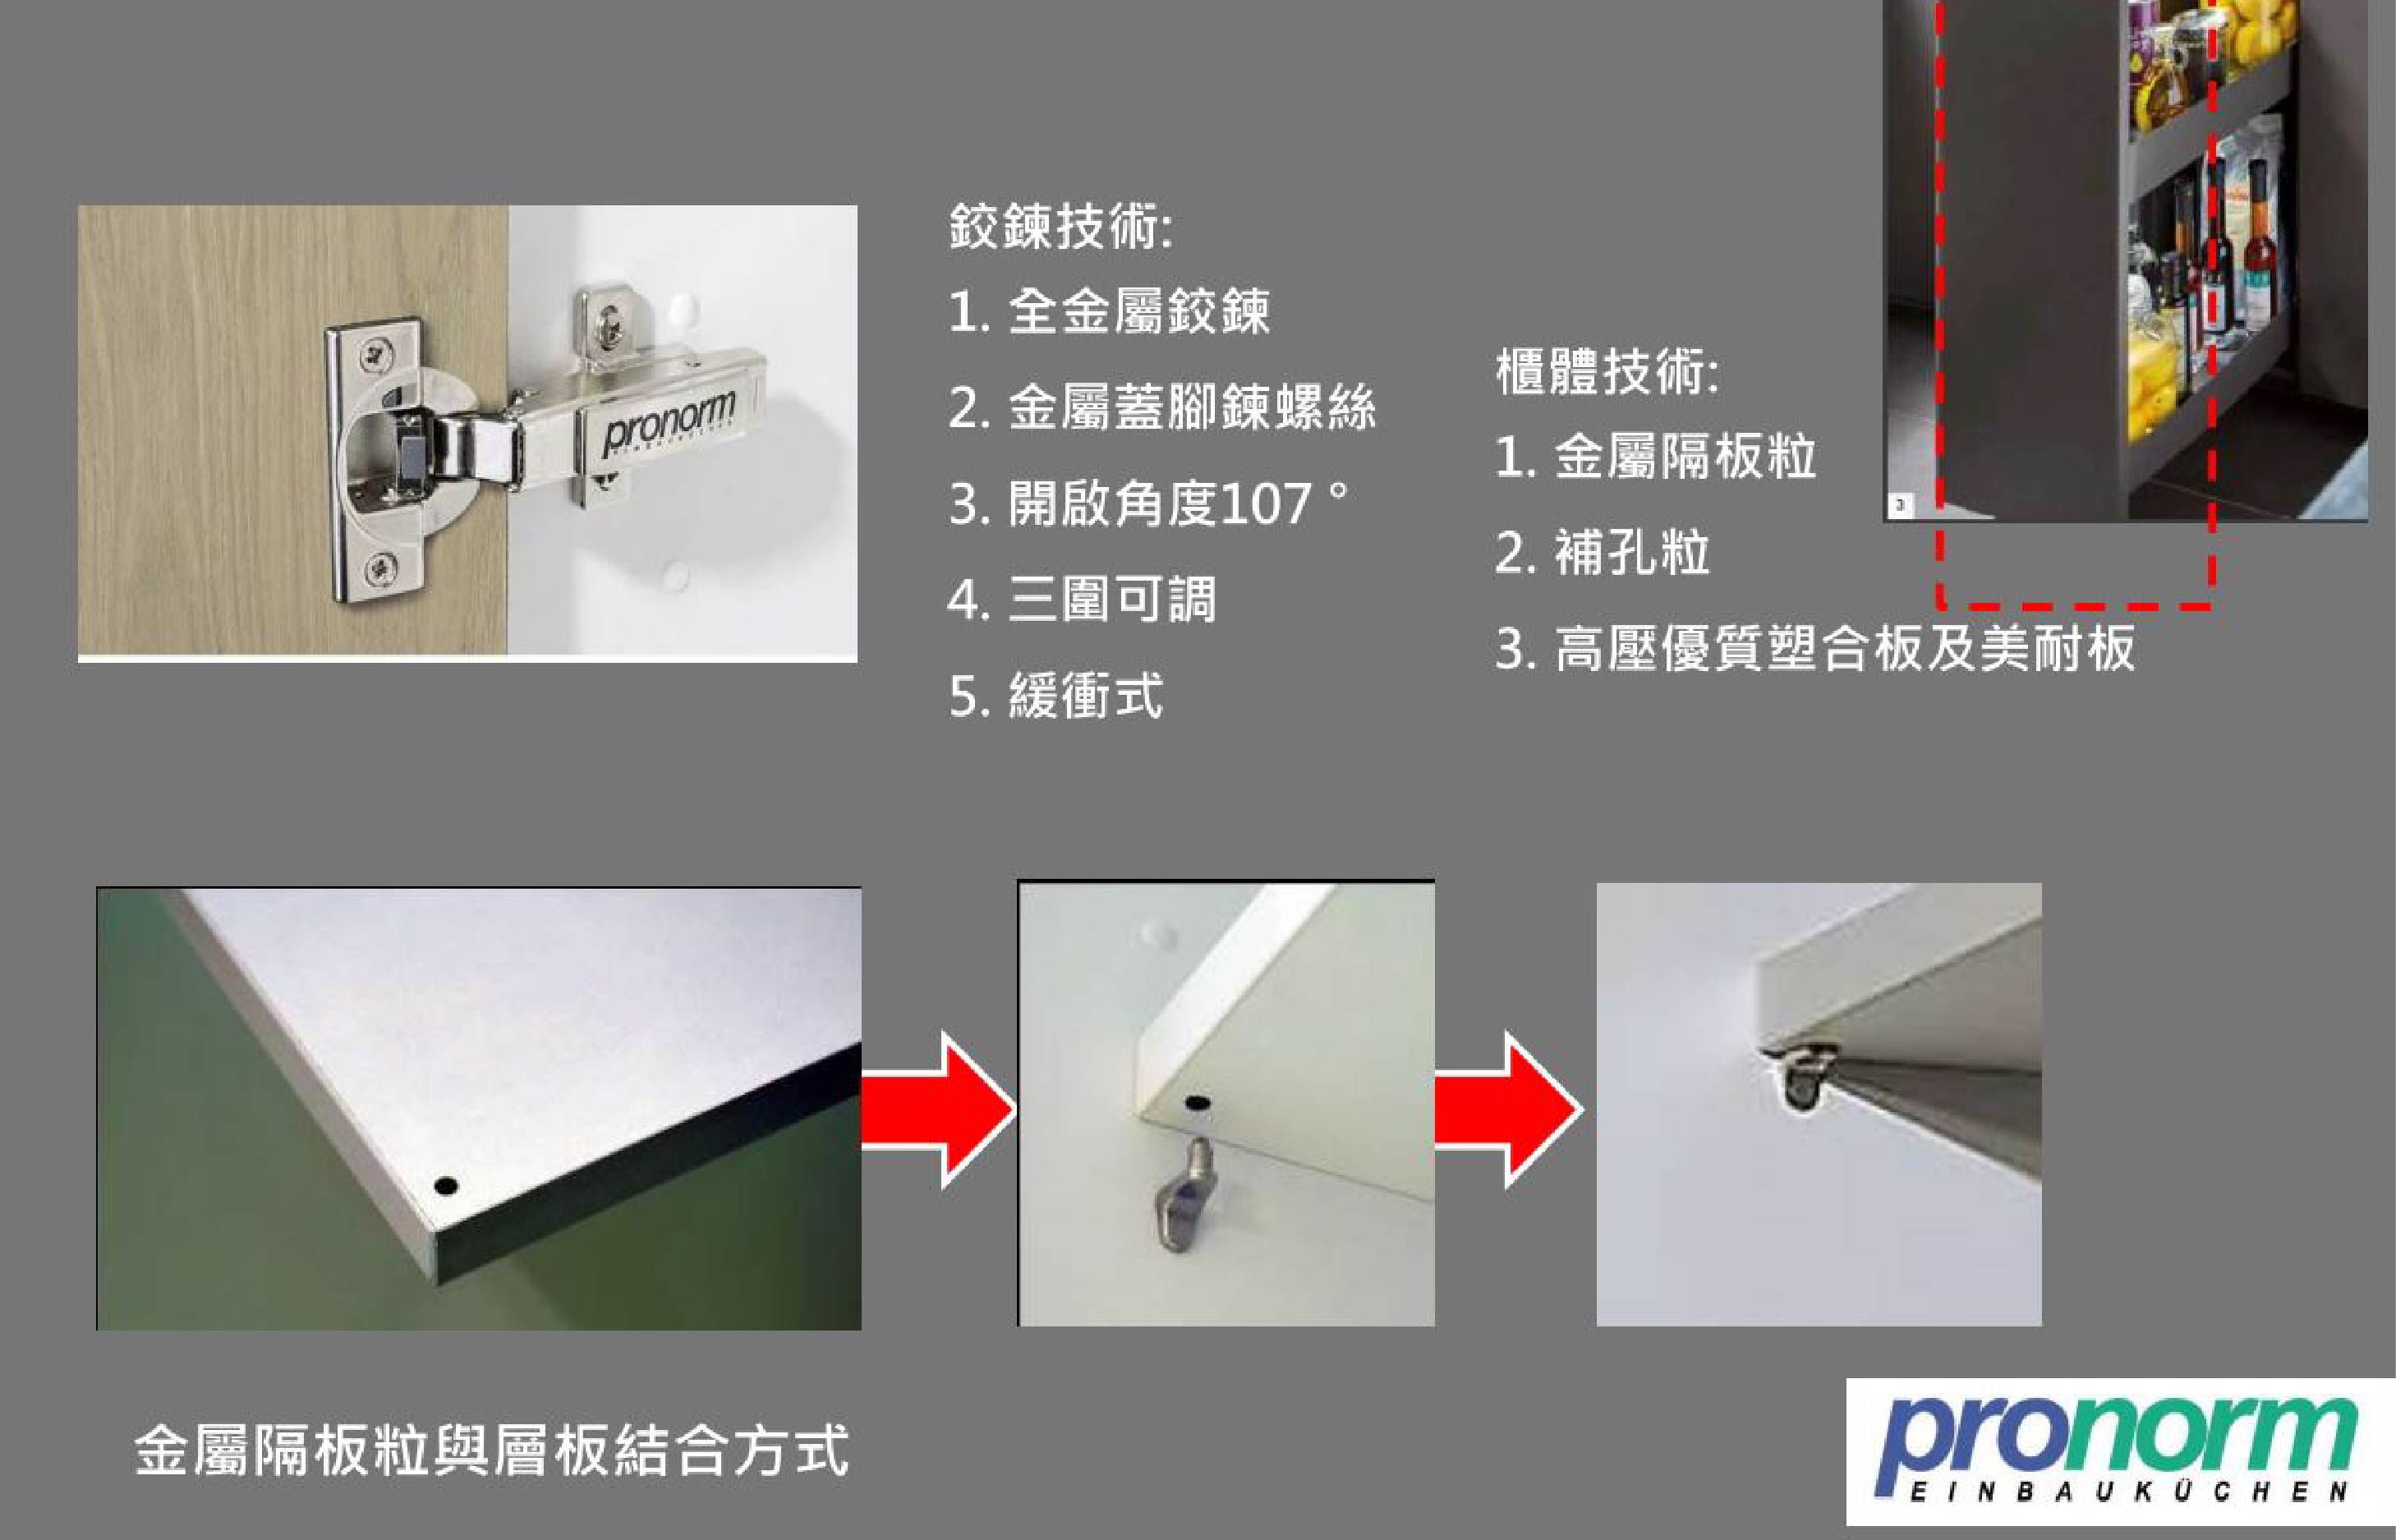 鉸鍊技術:
1. 全金屬鉸鍊
2. 金屬蓋腳鍊螺絲
3. 開啟角度107°
4. 三圍可調
5. 緩衝式
櫃體技術:
1. 金屬隔板粒
2. 補孔粒
3. 高壓優質塑合板及美耐板
pronorm
3
金屬隔板粒與層板結合方式
pronorm
EINBAUKÜCHEN